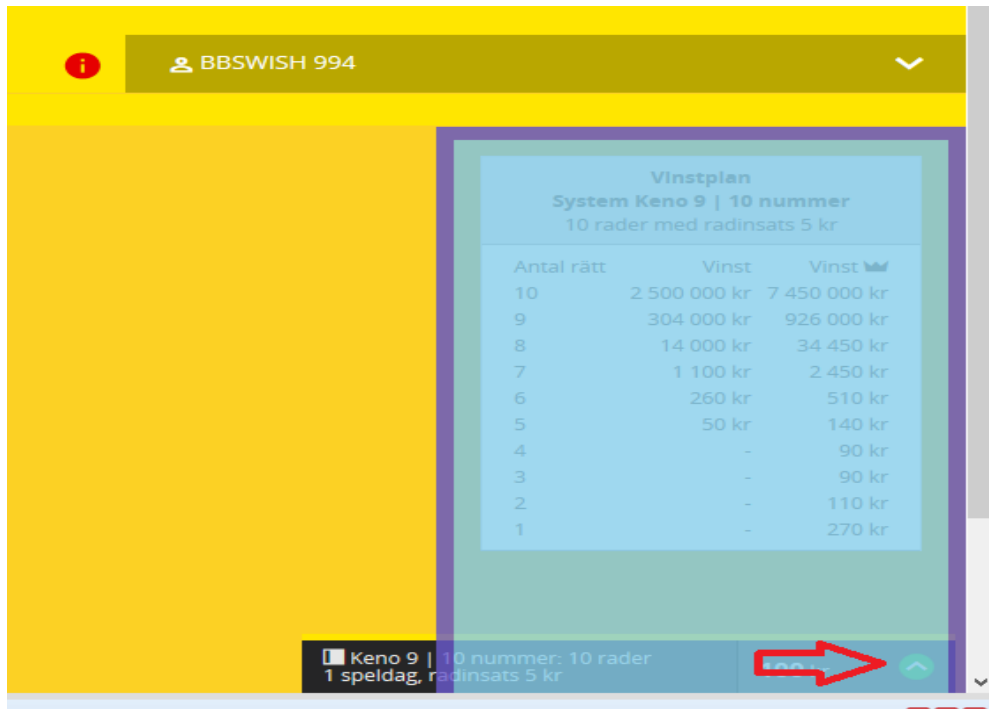 BBSWISH 994
VInstplan
System Keno 9 | 10 nummer
10 rader med radinsats 5 kr
Antal rätt Vinst Vinst
10 2 500 000 kr 7 450 000 kr
9 304 000 kr 926 000 kr
8 14 000 kr 34 450 kr
7 1 100 kr 2 450 kr
6 260 kr 510 kr
5 50 kr 140 kr
4 - 90 kr
3 - 90 kr
2 - 110 kr
1 - 270 kr
Keno 9 | 10 nummer: 10 rader
1 speldag, radinsats 5 kr